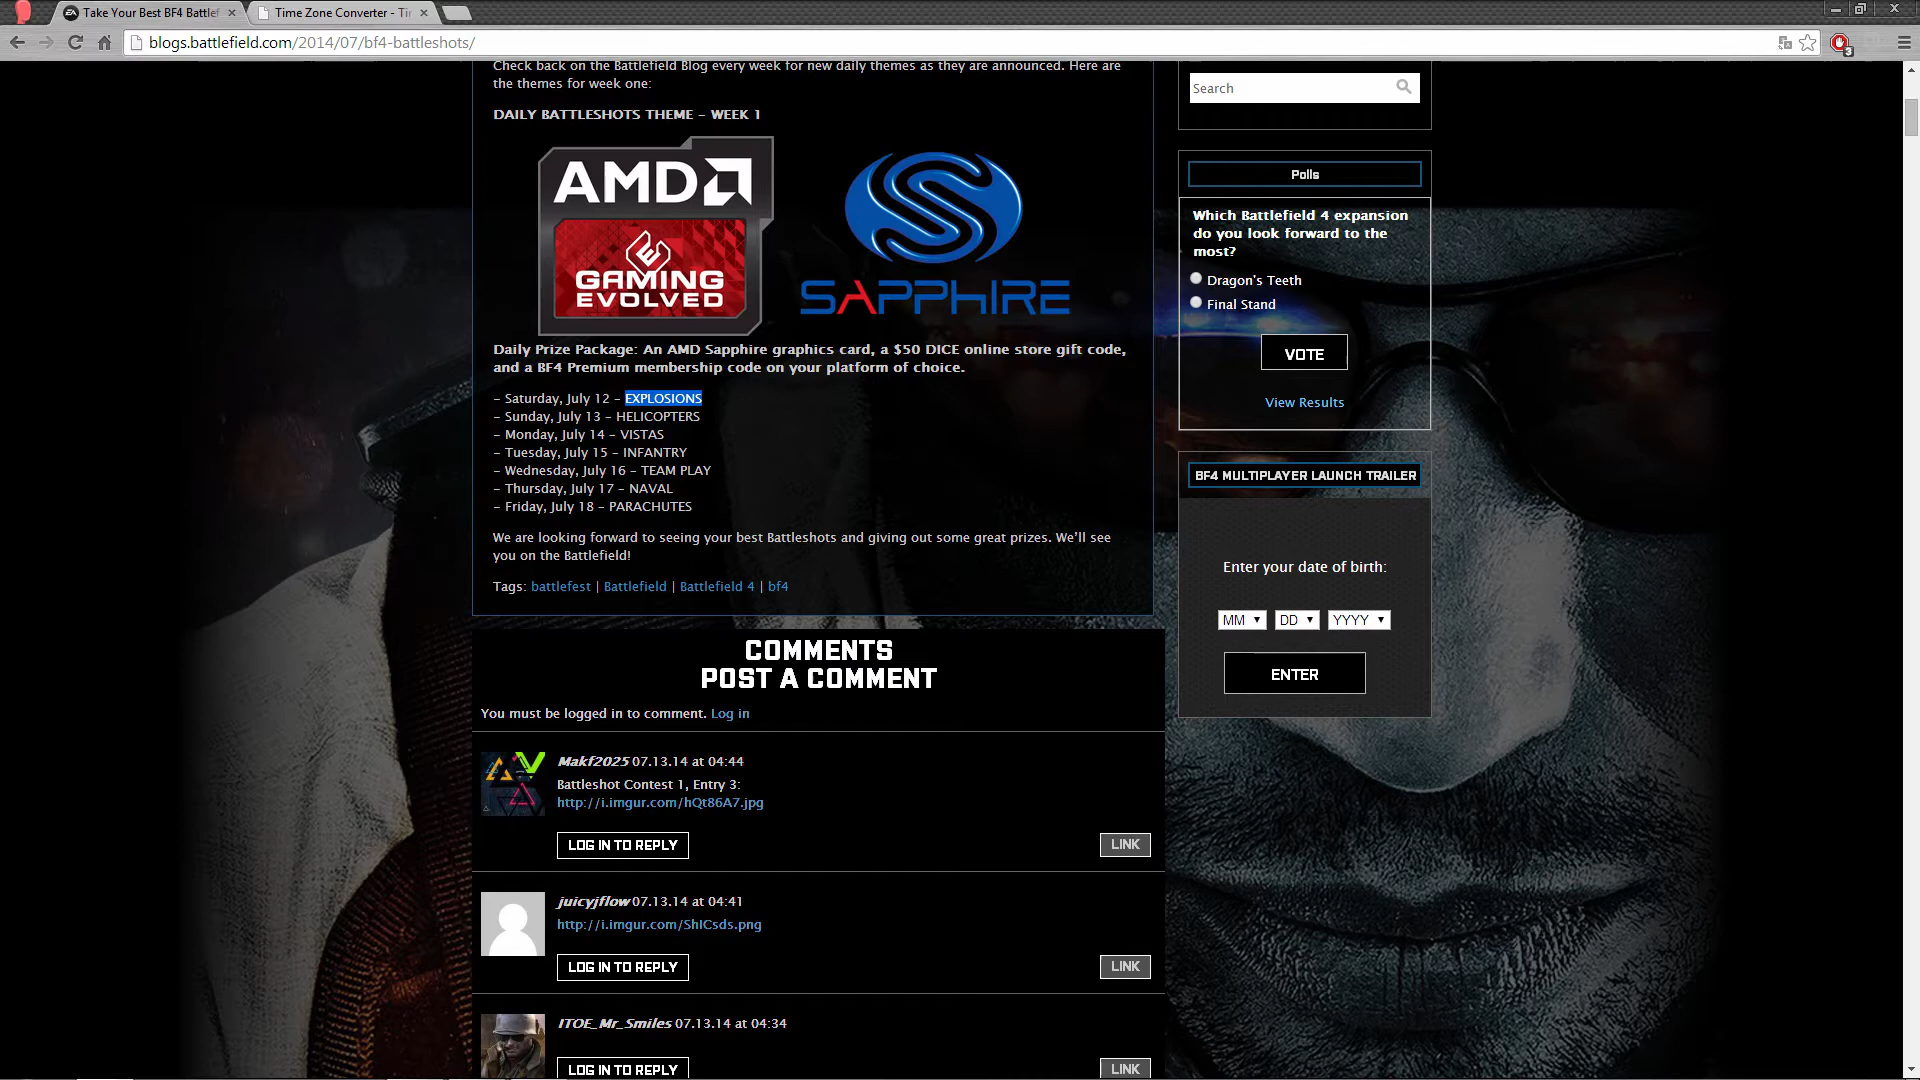 Take Your Best BF4 Battlef
Time Zone Converter - Ti
blogs.battlefield.com/2014/07/bf4-battleshots/
3
Check back on the Battlefield Blog every week for new daily themes as they are announced. Here are
the themes for week one:
DAILY BATTLESHOTS THEME – WEEK 1
AMD
GAMING
EVOLVED
SAPPHIRE
Daily Prize Package: An AMD Sapphire graphics card, a $50 DICE online store gift code,
and a BF4 Premium membership code on your platform of choice.
– Saturday, July 12 – EXPLOSIONS
– Sunday, July 13 – HELICOPTERS
– Monday, July 14 – VISTAS
– Tuesday, July 15 – INFANTRY
– Wednesday, July 16 – TEAM PLAY
– Thursday, July 17 – NAVAL
– Friday, July 18 – PARACHUTES
We are looking forward to seeing your best Battleshots and giving out some great prizes. We'll see
you on the Battlefield!
Tags: battlefest | Battlefield | Battlefield 4 | bf4
COMMENTS
POST A COMMENT
You must be logged in to comment. Log in
Makf2025 07.13.14 at 04:44
Battleshot Contest 1, Entry 3:
http://i.imgur.com/hQt86A7.jpg
LOG IN TO REPLY
LINK
juicyjflow 07.13.14 at 04:41
http://i.imgur.com/ShICsds.png
LOG IN TO REPLY
LINK
ITOE_Mr_Smiles 07.13.14 at 04:34
LOG IN TO REPLY
LINK
Search
Polls
Which Battlefield 4 expansion
do you look forward to the
most?
Dragon's Teeth
Final Stand
VOTE
View Results
BF4 MULTIPLAYER LAUNCH TRAILER
Enter your date of birth:
MM DD YYYY
ENTER